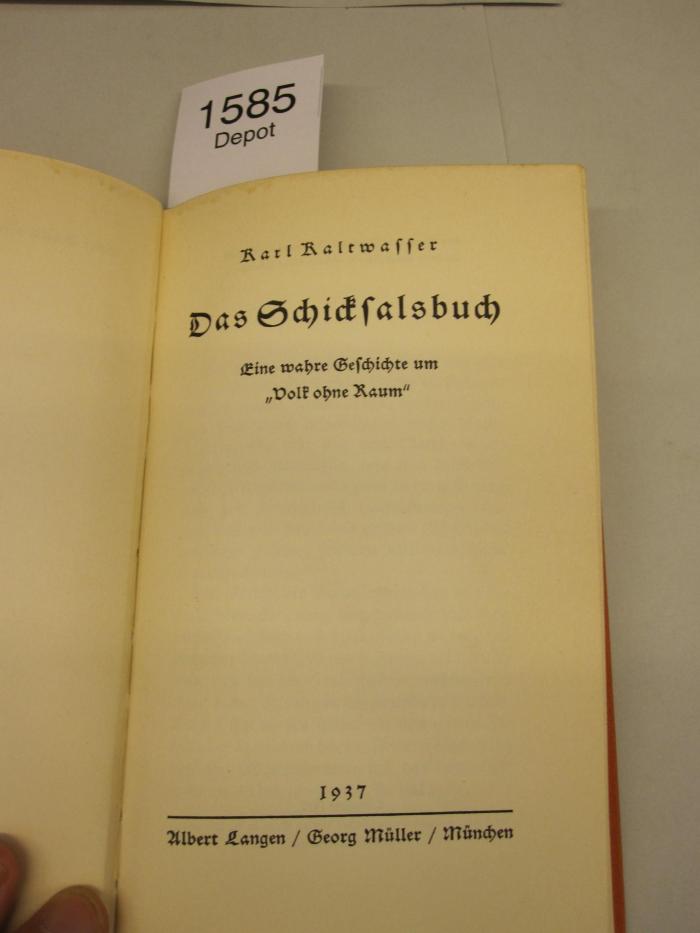 1585
Depot
Karl Kaltwasser
Das Schicksalsbuch
Eine wahre Geschichte um
„Volk ohne Raum“
1937
Albert Langen / Georg Müller / München